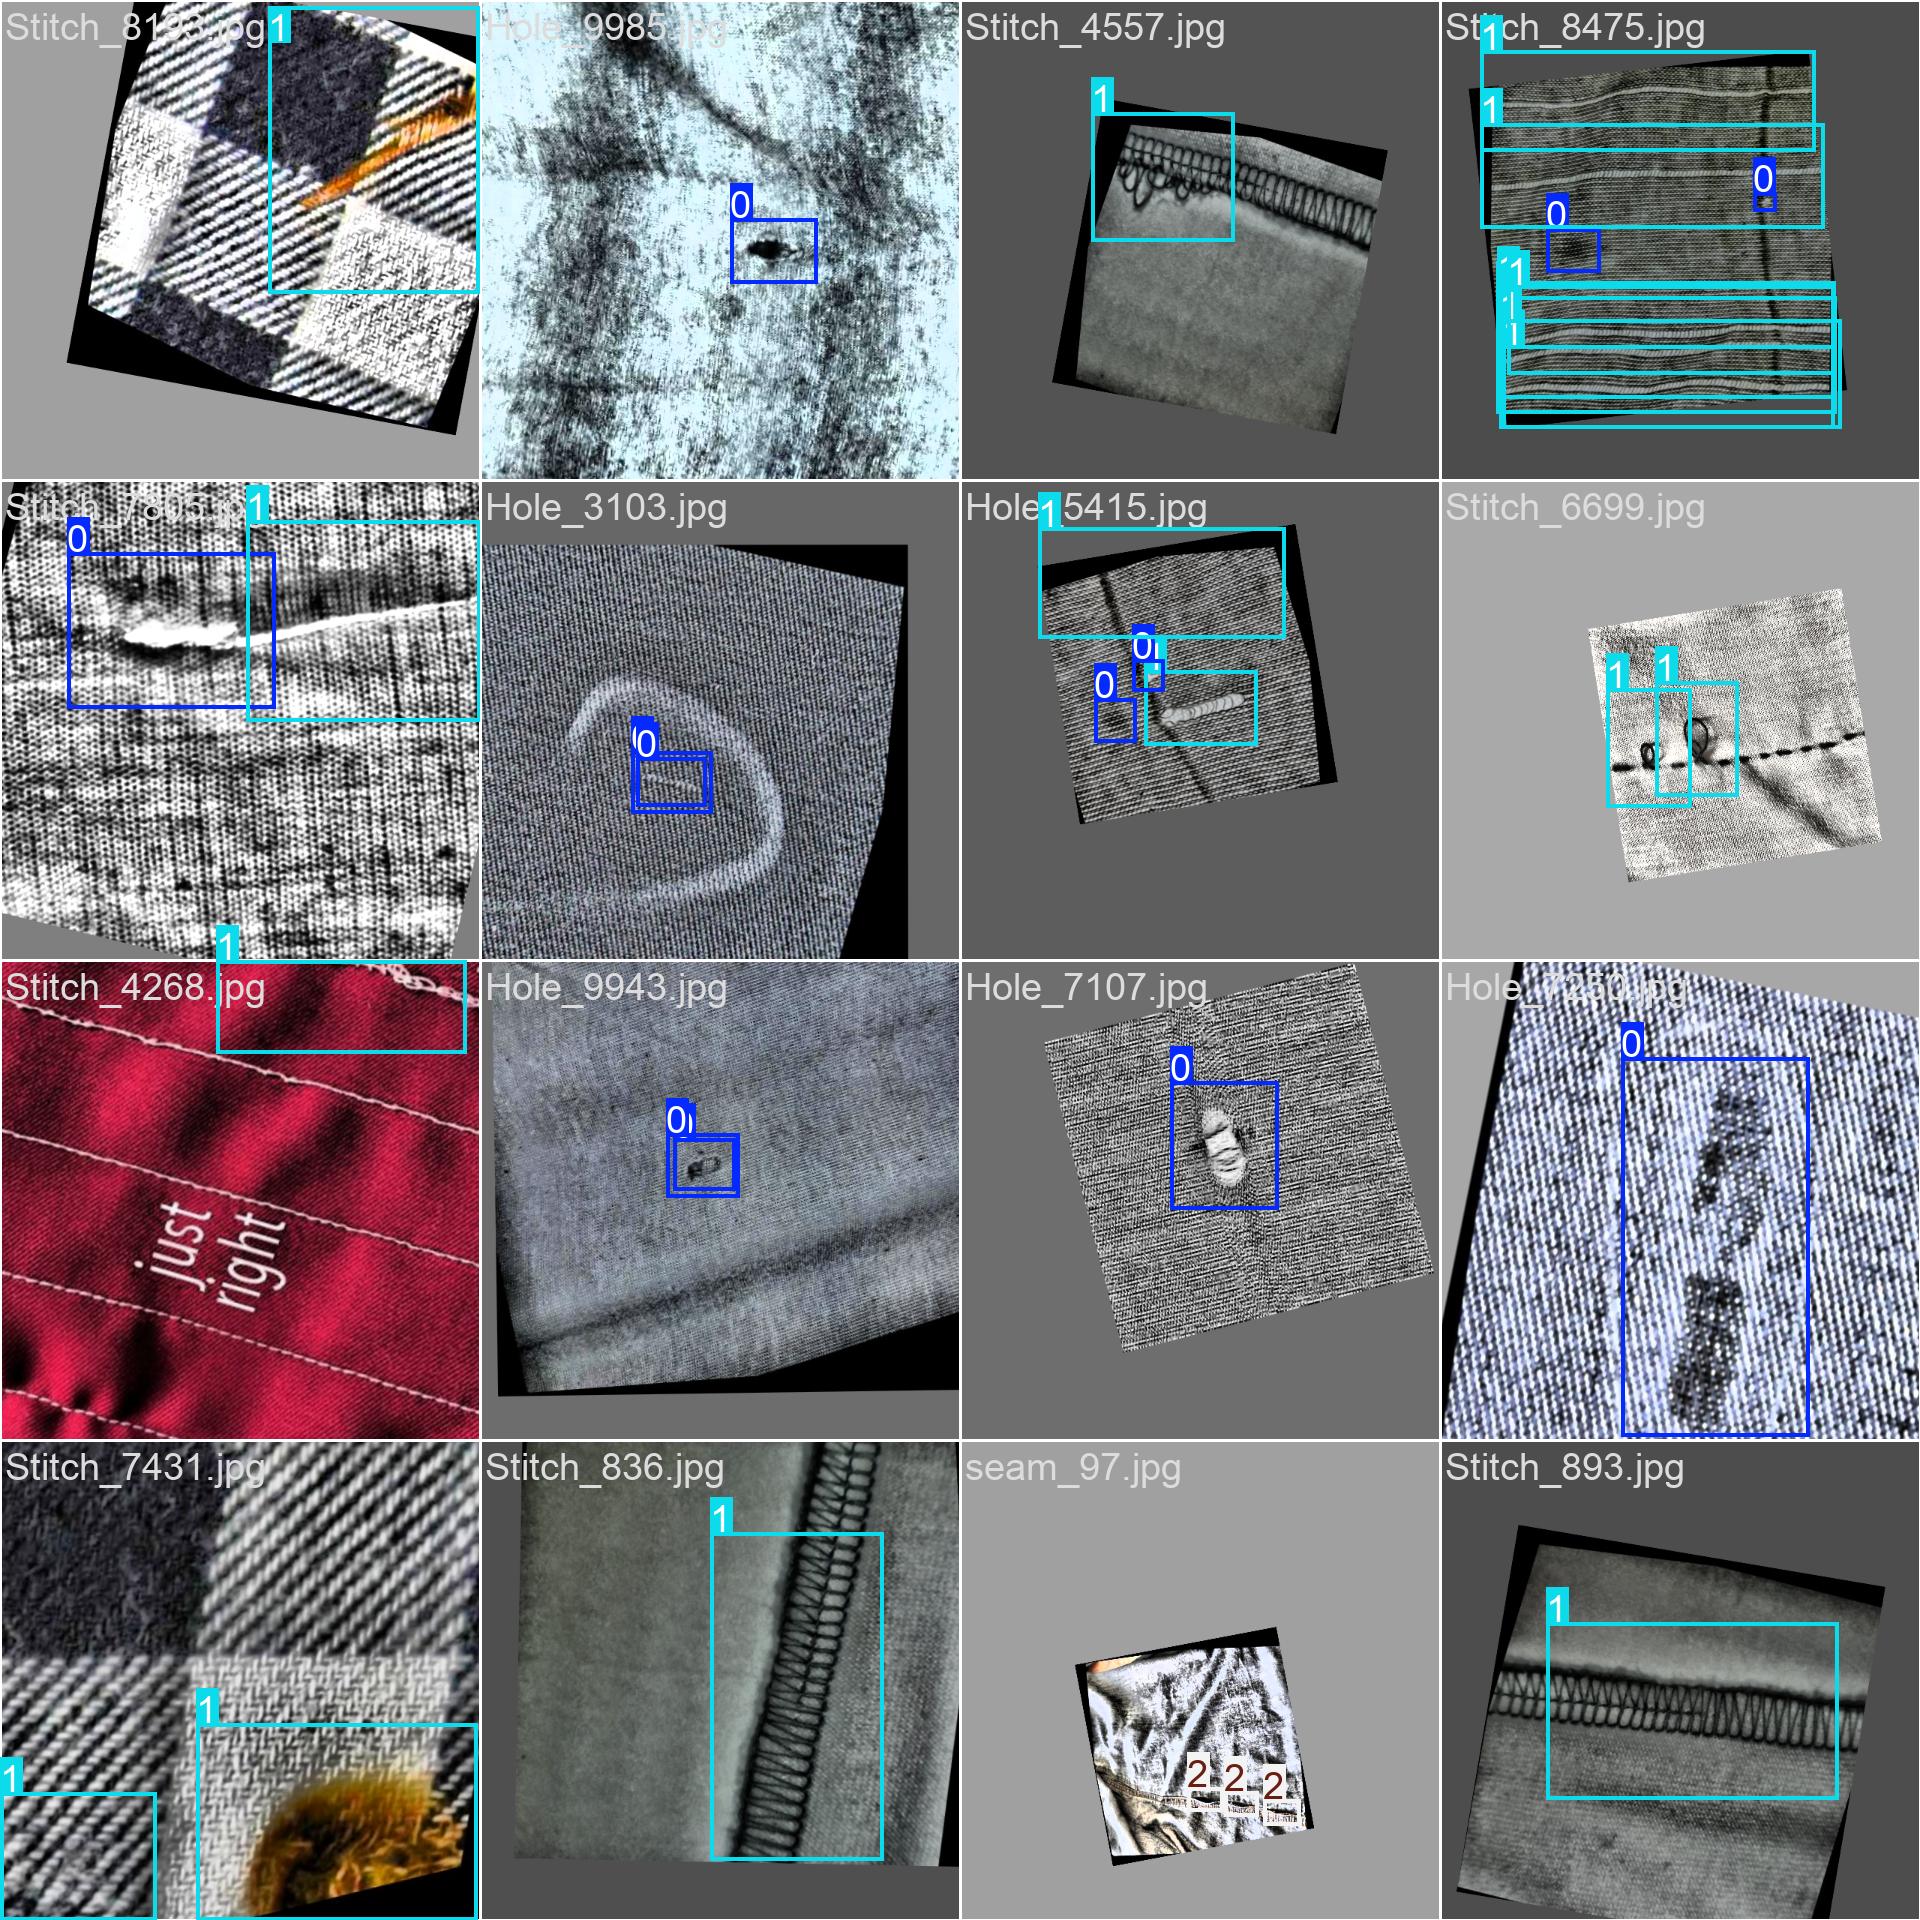 Stitch_8193.jpg
1
Hole_9985.jpg
0
Stitch_4557.jpg
1
Stitch_8475.jpg
1
1
0
0
1
1
1
Stitch_7805.jpg
1
0
Hole_3103.jpg
0
Hole_5415.jpg
1
0
0
Stitch_6699.jpg
1
1
Stitch_4268.jpg
1
just
right
Hole_9943.jpg
0
Hole_7107.jpg
0
Hole_7250.jpg
0
Stitch_7431.jpg
1
1
Stitch_836.jpg
1
seam_97.jpg
2 2 2
Stitch_893.jpg
1